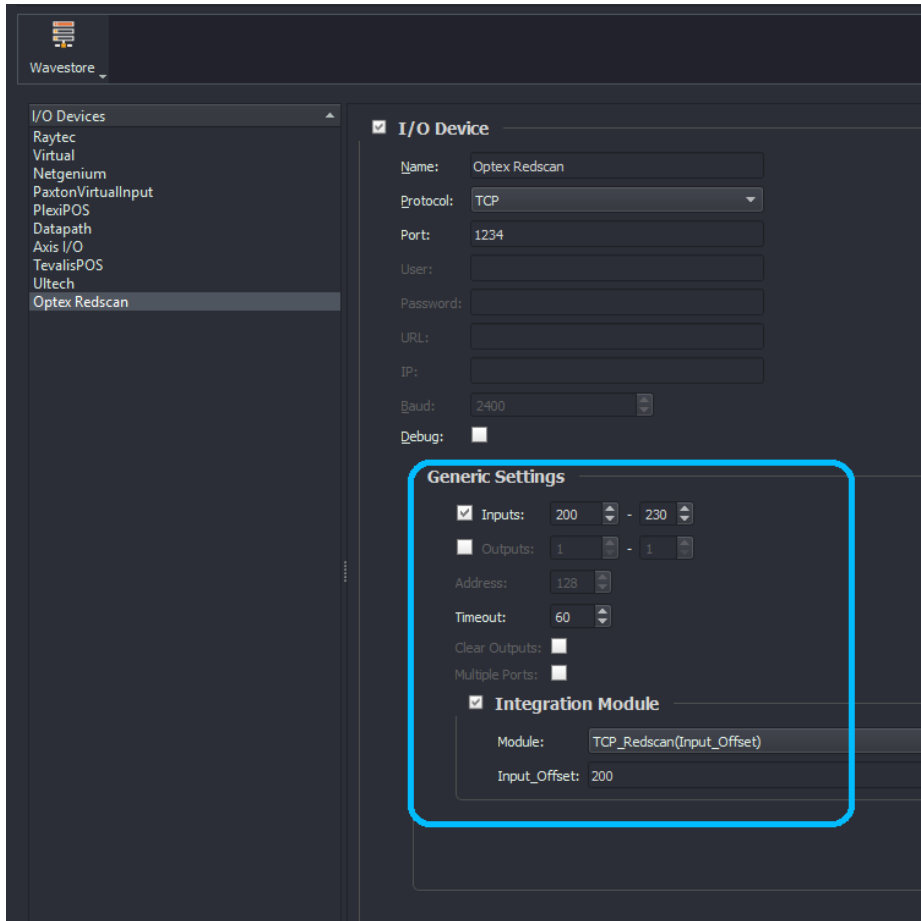 Wavestore
I/O Devices
Raytec
Virtual
Netgenium
PaxtonVirtualInput
PlexiPOS
Datapath
Axis I/O
TevalisPOS
Ultech
Optex Redscan
I/O Device
Name: Optex Redscan
Protocol: TCP
Port: 1234
User:
Password:
URL:
IP:
Baud: 2400
Debug:
Generic Settings
Inputs: 200 - 230
Outputs: 1 - 1
Address: 128
Timeout: 60
Clear Outputs:
Multiple Ports:
Integration Module
Module: TCP_Redscan(Input_Offset)
Input_Offset: 200